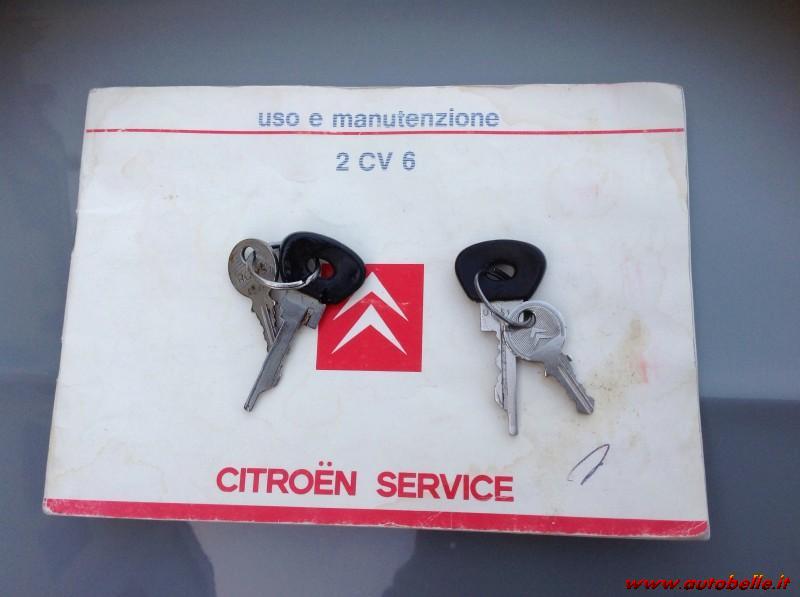 uso e manutenzione
2 CV 6
CITROËN SERVICE
www.autobelle.it